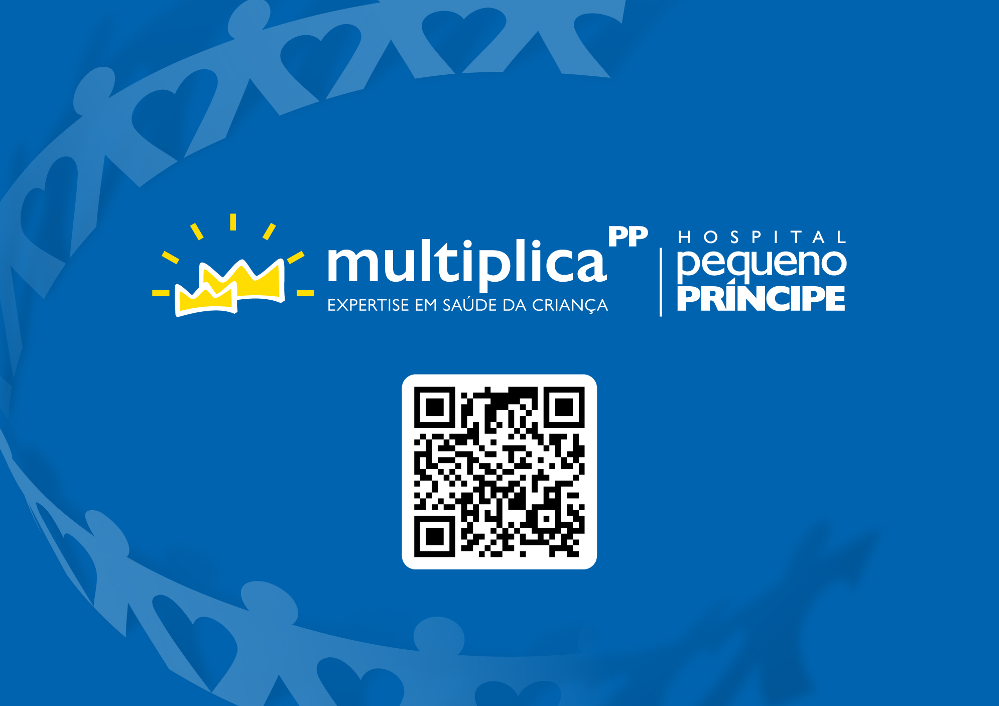 multiplica PP
EXPERTISE EM SAÚDE DA CRIANÇA
HOSPITAL
pequeno
PRÍNCIPE